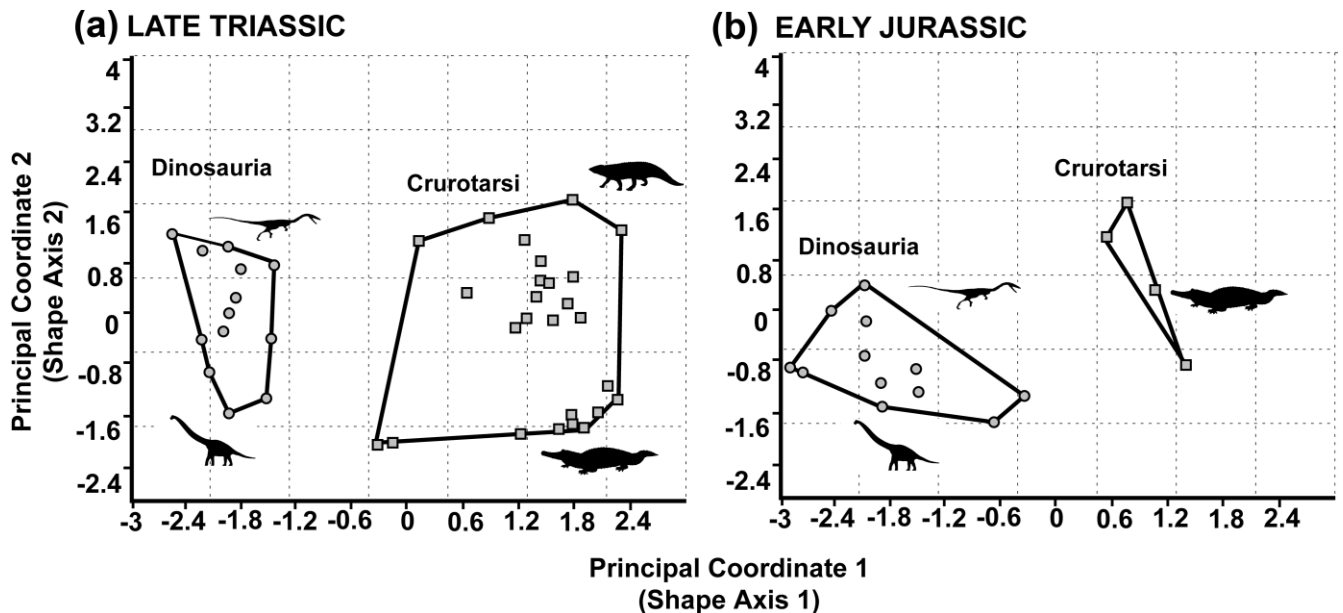 (a) LATE TRIASSIC
(b) EARLY JURASSIC
Principal Coordinate 2
(Shape Axis 2)
4
3.2
2.4
1.6
0.8
0
-0.8
-1.6
-2.4
Dinosauria
Crurotarsi
-3 -2.4 -1.8 -1.2 -0.6 0 0.6 1.2 1.8 2.4
4
3.2
2.4
1.6
0.8
0
-0.8
-1.6
-2.4
Crurotarsi
Dinosauria
-3 -2.4 -1.8 -1.2 -0.6 0 0.6 1.2 1.8 2.4
Principal Coordinate 1
(Shape Axis 1)